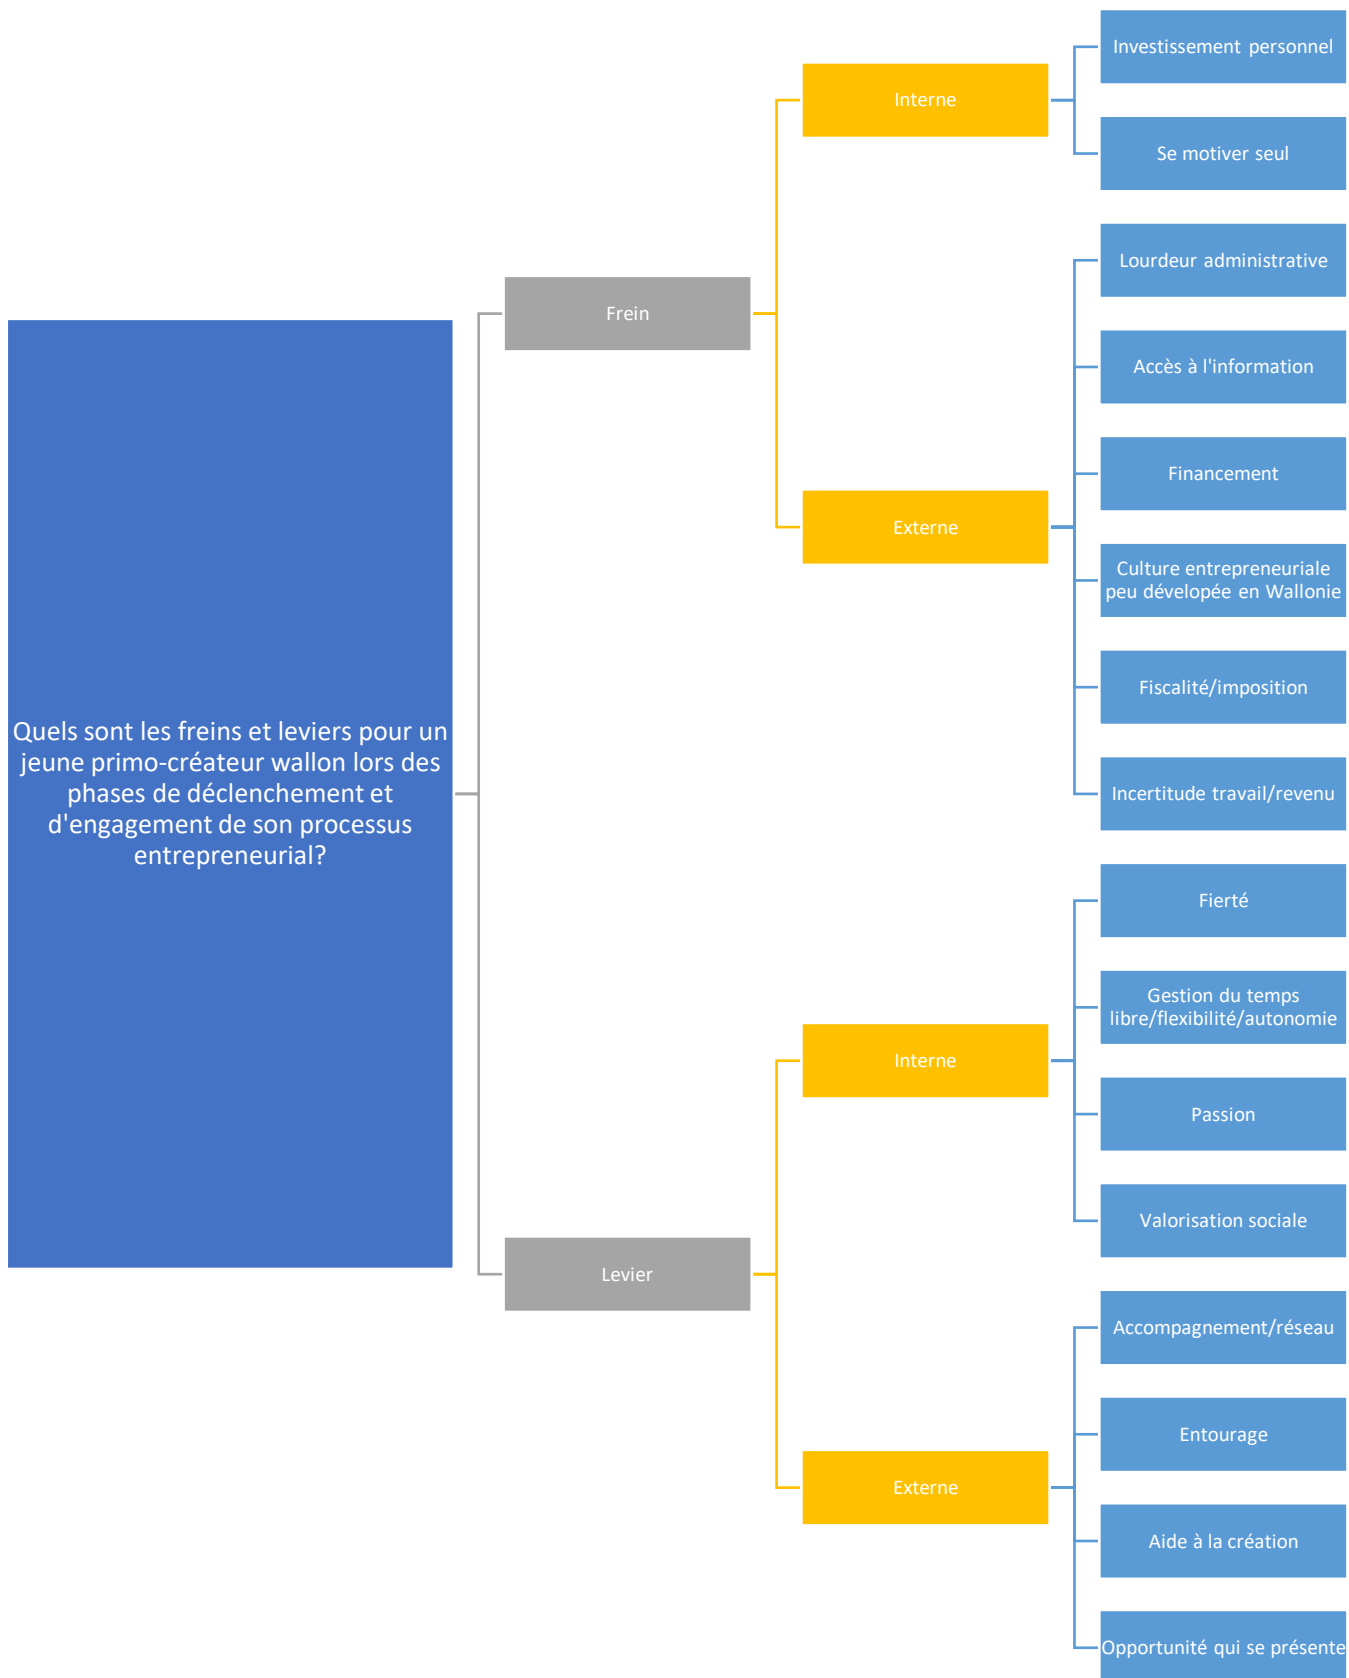 Quels sont les freins et leviers pour un
jeune primo-créateur wallon lors des
phases de déclenchement et
d'engagement de son processus
entrepreneurial?
Frein
Interne
Investissement personnel
Se motiver seul
Externe
Lourdeur administrative
Accès à l'information
Financement
Culture entrepreneuriale
peu dévelopée en Wallonie
Fiscalité/imposition
Incertitude travail/revenu
Levier
Interne
Fierté
Gestion du temps
libre/flexibilité/autonomie
Passion
Valorisation sociale
Externe
Accompagnement/réseau
Entourage
Aide à la création
Opportunité qui se présente